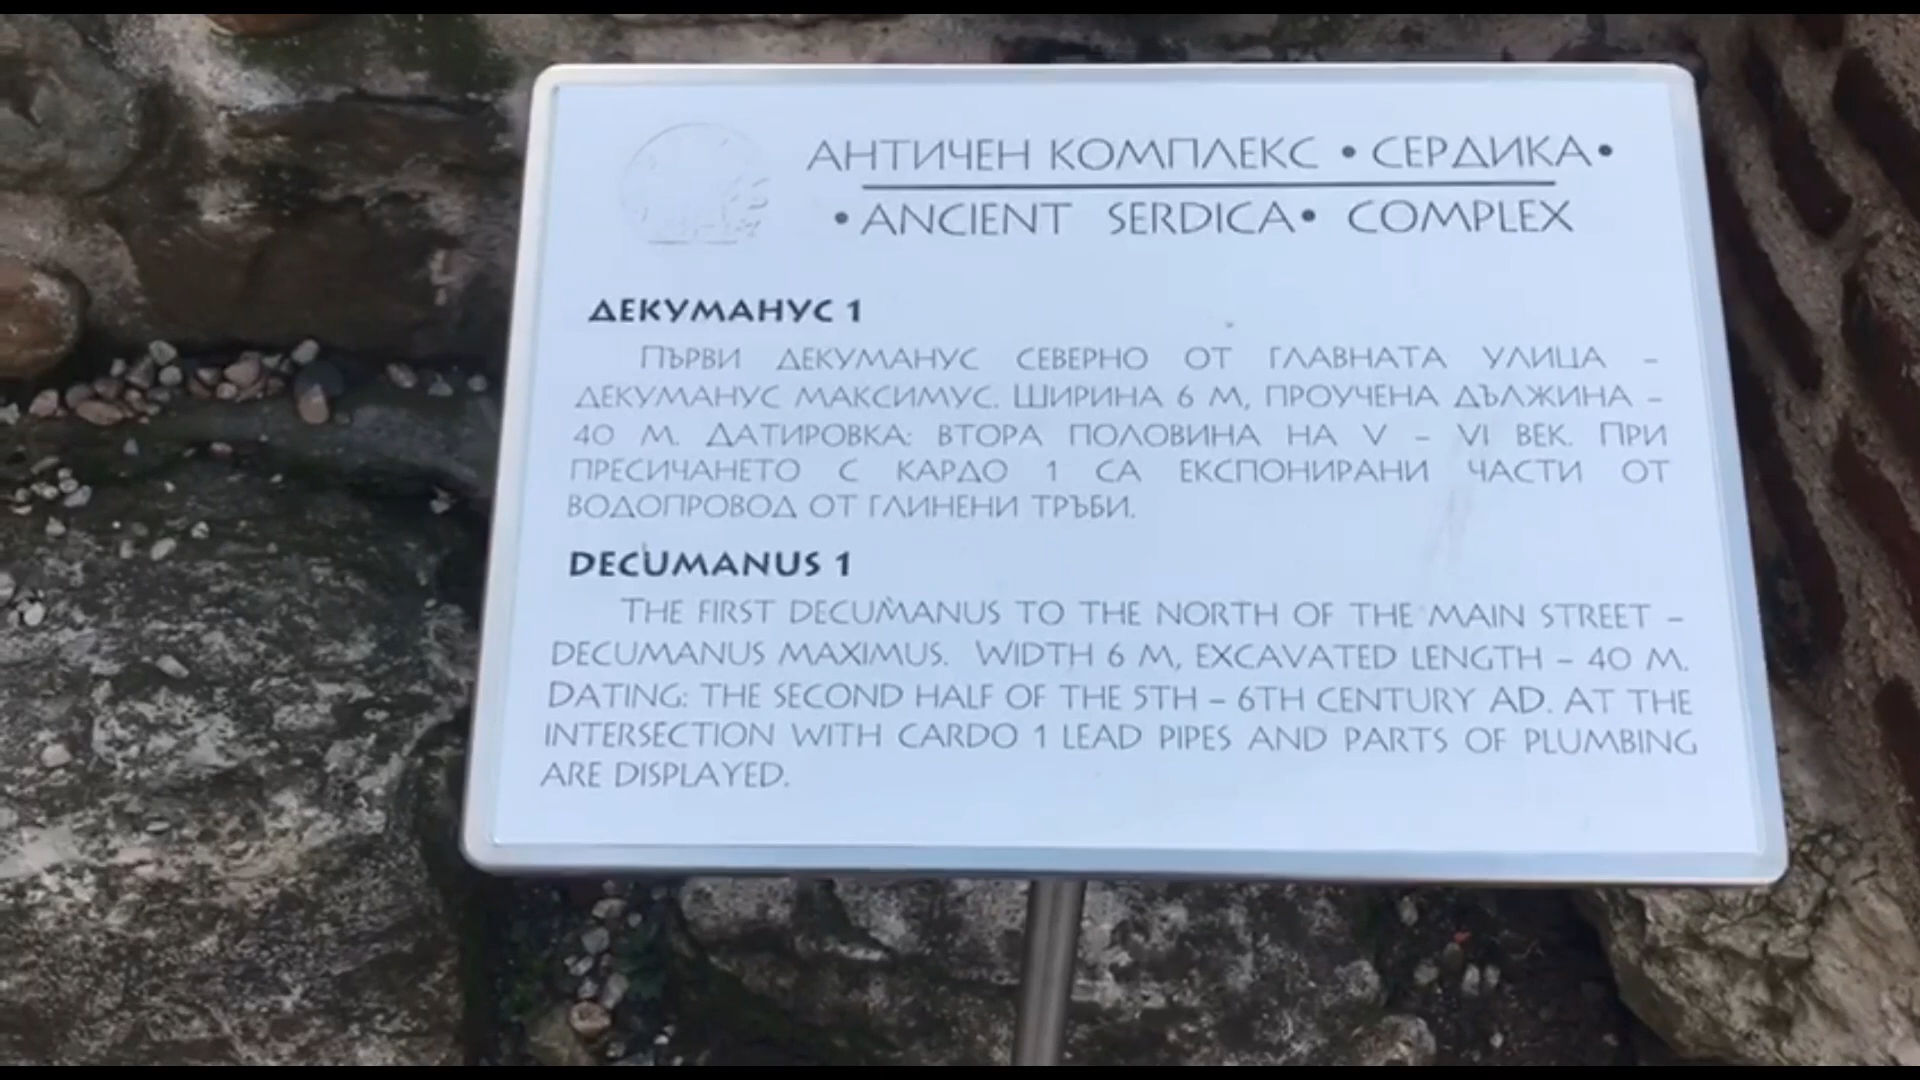 АНТИЧЕН КОМПЛЕКС • СЕРДИКА •
• ANCIENT SERDICA • COMPLEX
ДЕКУМАНУС 1
ПЪРВИ ДЕКУМАНУС СЕВЕРНО ОТ ГЛАВНАТА УЛИЦА –
ДЕКУМАНУС МАКСИМУС. ШИРИНА 6 М, ПРОУЧЕНА ДЪЛЖИНА –
40 М. ДАТИРОВКА: ВТОРА ПОЛОВИНА НА V – VI ВЕК. ПРИ
ПРЕСИЧАНЕТО С КАРДО 1 СА ЕКСПОНИРАНИ ЧАСТИ ОТ
ВОДОПРОВОД ОТ ГЛИНЕНИ ТРЪБИ.
DECUMANUS 1
THE FIRST DECUMANUS TO THE NORTH OF THE MAIN STREET –
DECUMANUS MAXIMUS. WIDTH 6 M, EXCAVATED LENGTH – 40 M.
DATING: THE SECOND HALF OF THE 5TH – 6TH CENTURY AD. AT THE
INTERSECTION WITH CARDO 1 LEAD PIPES AND PARTS OF PLUMBING
ARE DISPLAYED.